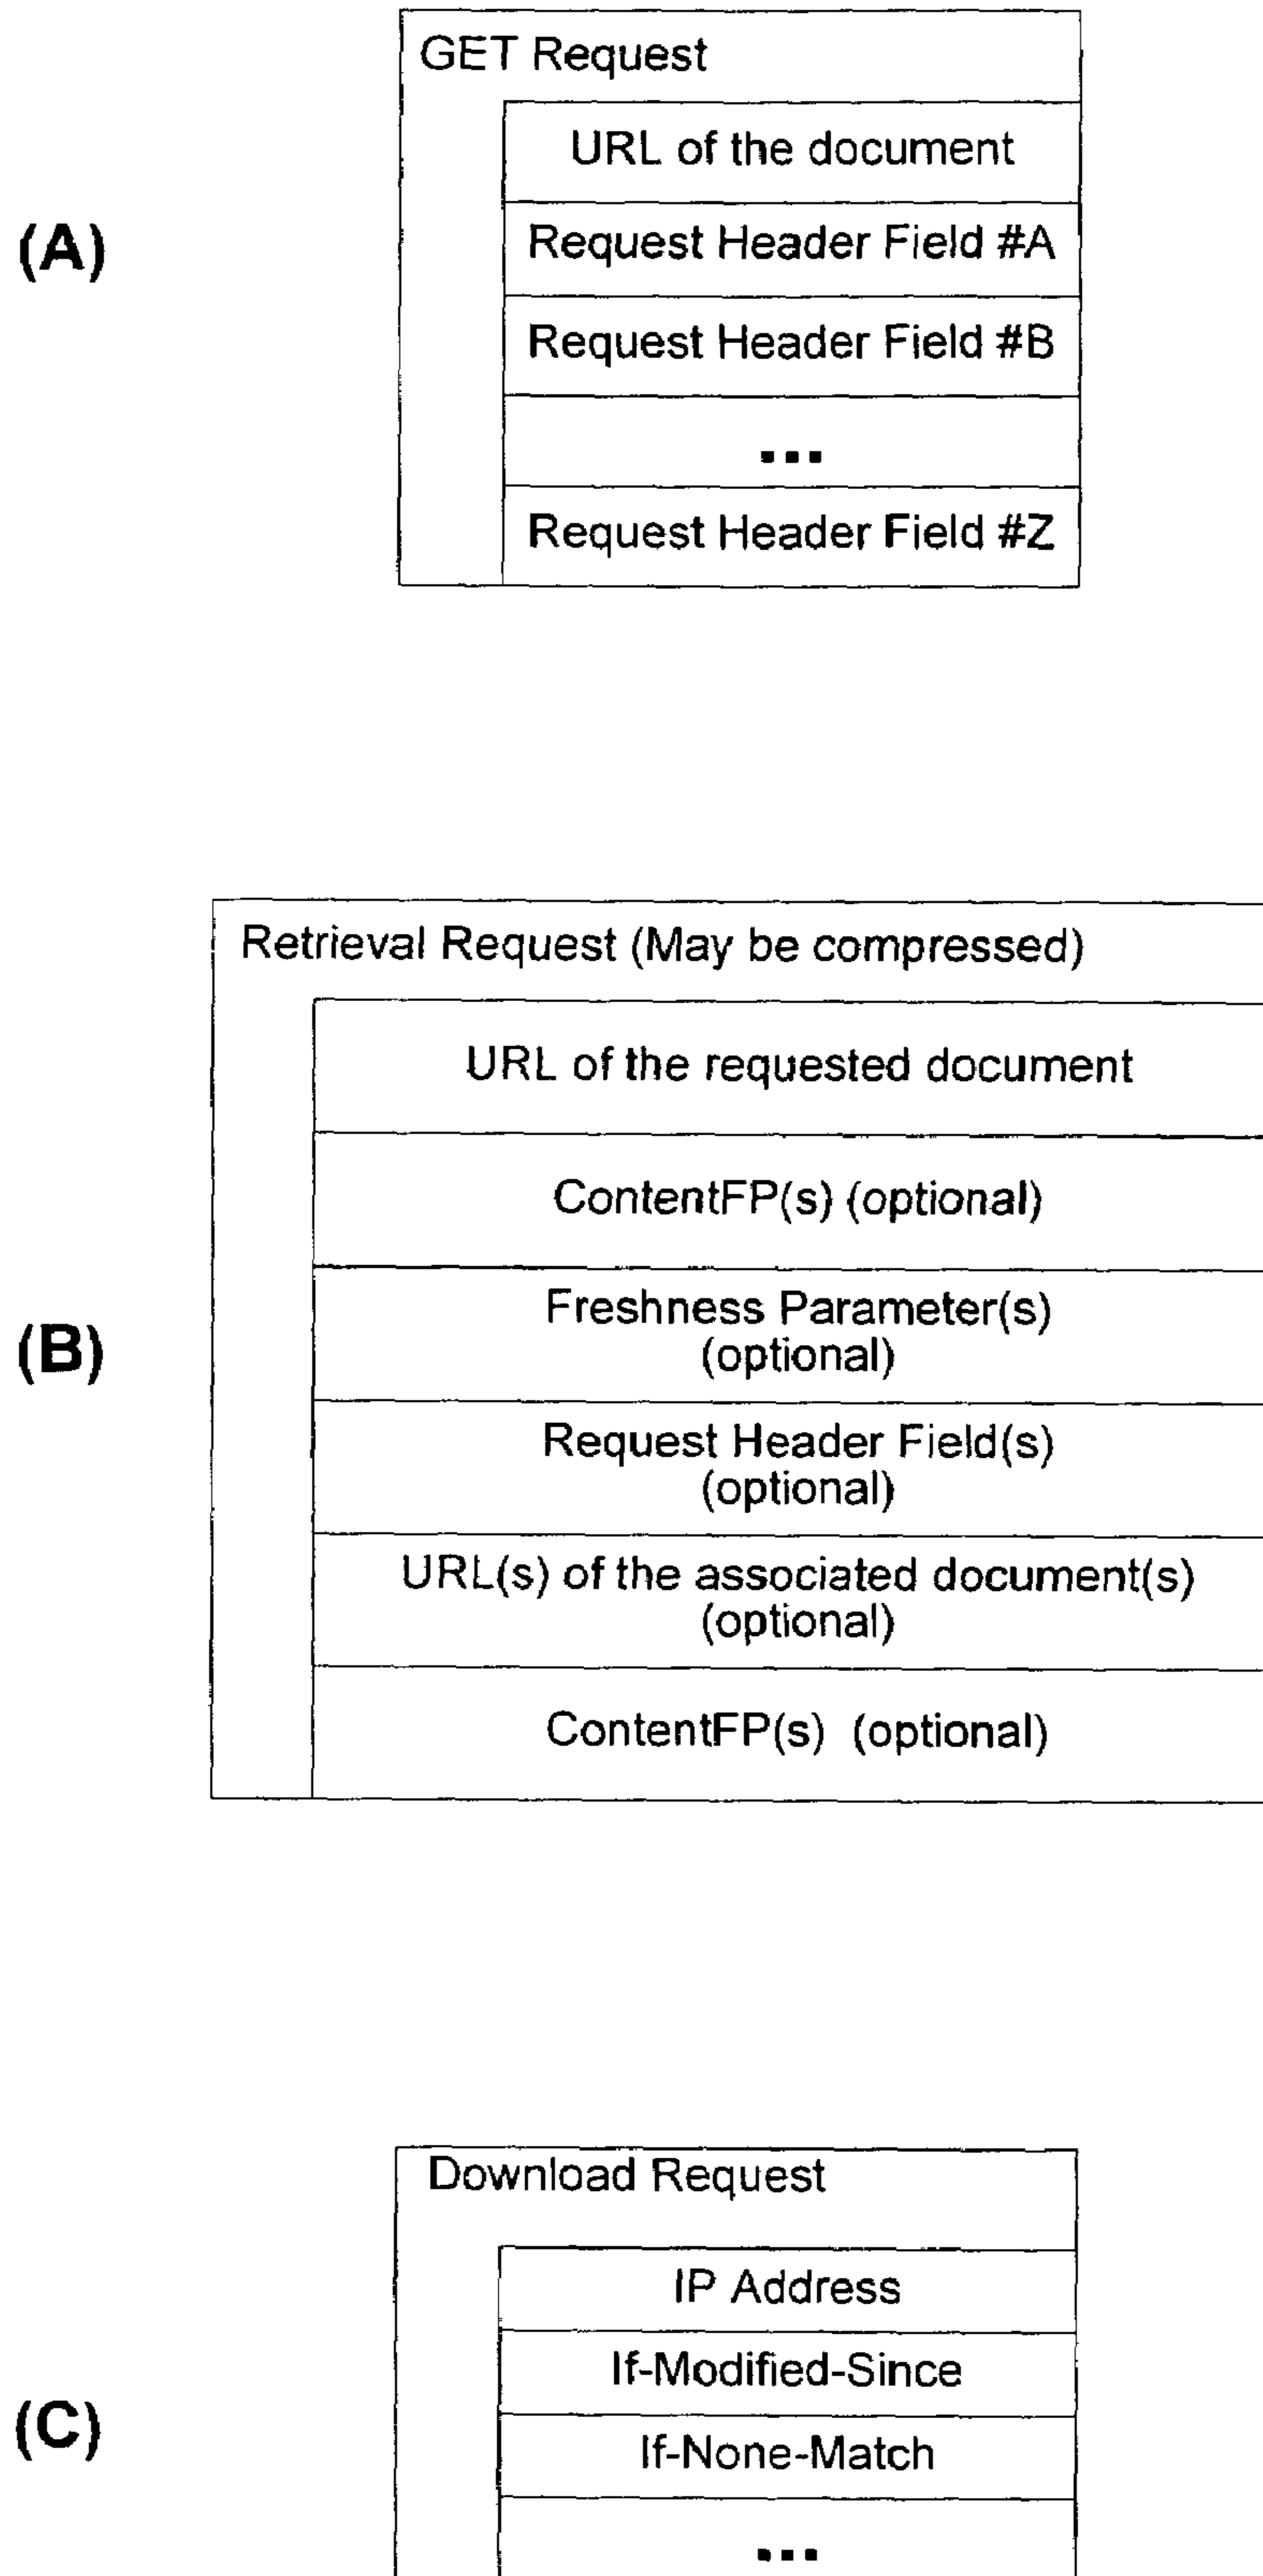 GET Request
URL of the document
(A)
Request Header Field #A
Request Header Field #B
...
Request Header Field #Z
Retrieval Request (May be compressed)
URL of the requested document
ContentFP(s) (optional)
Freshness Parameter(s)
(optional)
(B)
Request Header Field(s)
(optional)
URL(s) of the associated document(s)
(optional)
ContentFP(s) (optional)
Download Request
IP Address
If-Modified-Since
(C)
If-None-Match
...